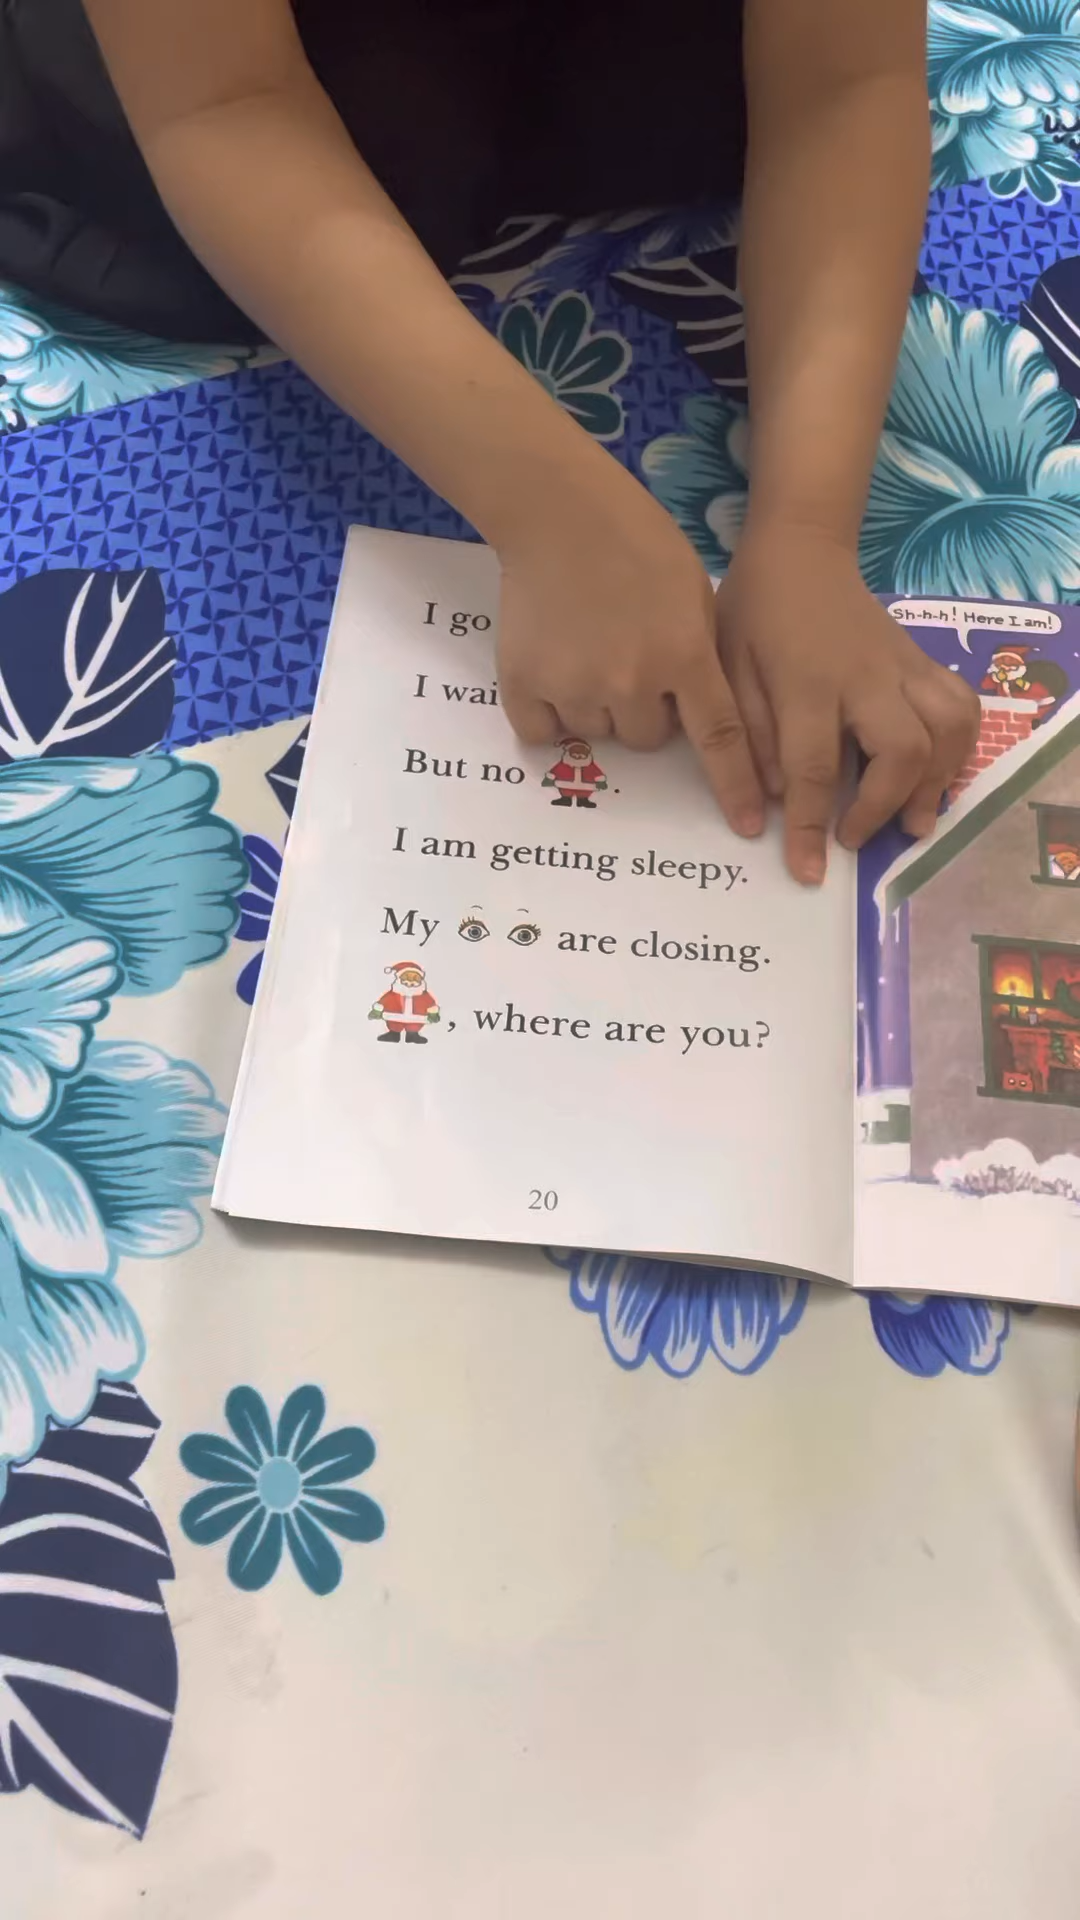 I go
I wai
But no .
I am getting sleepy.
My are closing.
, where are you?
20
Sh-h-h! Here I am!